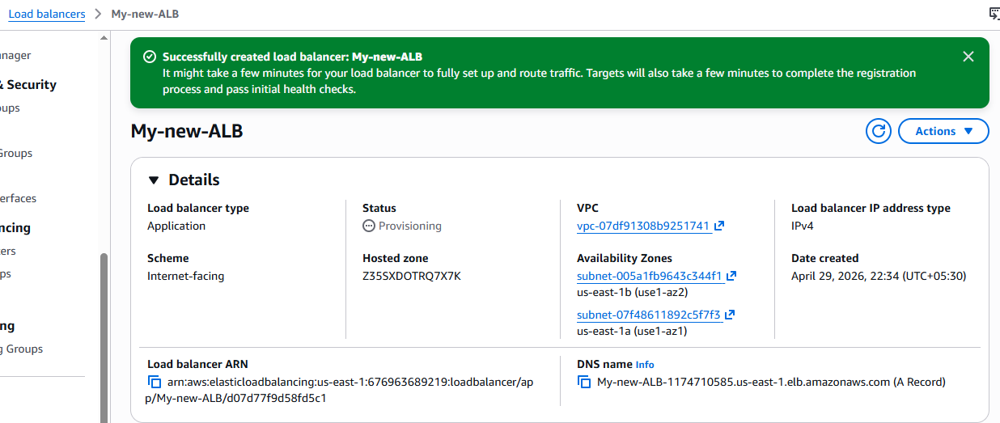 Load balancers > My-new-ALB
anager
& Security
oups
Groups
erfaces
ncing
ers
ps
ng
g Groups
Successfully created load balancer: My-new-ALB
It might take a few minutes for your load balancer to fully set up and route traffic. Targets will also take a few minutes to complete the registration
process and pass initial health checks.
My-new-ALB
Actions
Details
Load balancer type
Application
Status
Provisioning
VPC
vpc-07df91308b9251741
Load balancer IP address type
IPv4
Scheme
Internet-facing
Hosted zone
Z35SXDOTRQ7X7K
Availability Zones
subnet-005a1fb9643c344f1
us-east-1b (use1-az2)
subnet-07f48611892c5f7f3
us-east-1a (use1-az1)
Date created
April 29, 2026, 22:34 (UTC+05:30)
Load balancer ARN
arn:aws:elasticloadbalancing:us-east-1:676963689219:loadbalancer/ap
p/My-new-ALB/d07d77f9d58fd5c1
DNS name Info
My-new-ALB-1174710585.us-east-1.elb.amazonaws.com (A Record)